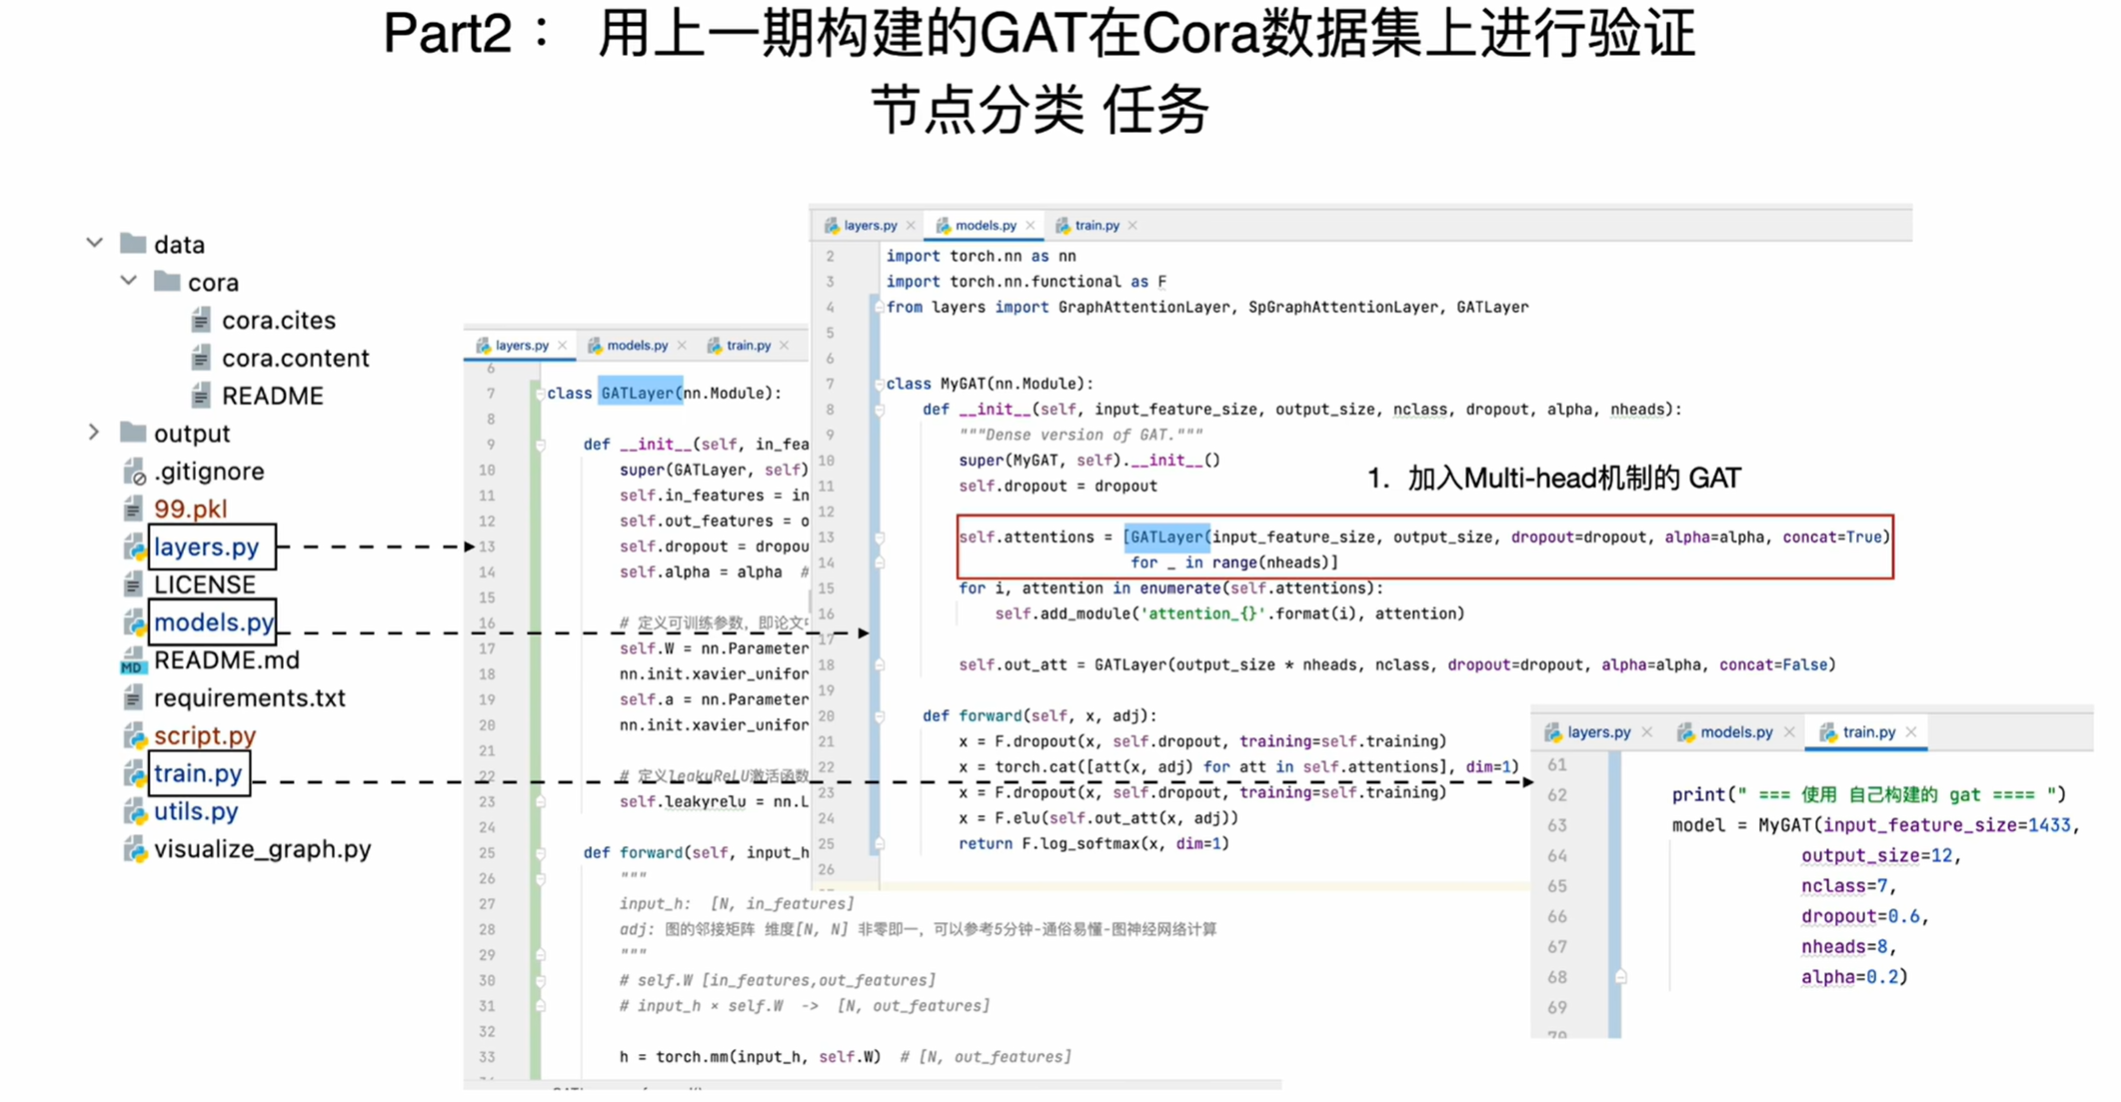 Part2： 用上一期构建的GAT在Cora数据集上进行验证
节点分类 任务
data
cora
cora.cites
cora.content
README
output
.gitignore
99.pkl
layers.py
LICENSE
models.py
README.md
requirements.txt
script.py
train.py
utils.py
visualize_graph.py
layers.py models.py train.py
6
7 class GATLayer(nn.Module):
8
9 def __init__(self, in_fea
10 super(GATLayer, self)
11 self.in_features = in
12 self.out_features = o
13 self.dropout = dropou
14 self.alpha = alpha #
15
16 # 定义可训练参数，即论文
17 self.W = nn.Parameter
18 nn.init.xavier_unifor
19 self.a = nn.Parameter
20 nn.init.xavier_unifor
21
22 # 定义leakyReLU激活函数
23 self.leakyrelu = nn.L
24
25 def forward(self, input_h
26 """
27 input_h: [N, in_features]
28 adj: 图的邻接矩阵 维度[N, N] 非零即一，可以参考5分钟-通俗易懂-图神经网络计算
29 """
30 # self.W [in_features,out_features]
31 # input_h × self.W -> [N, out_features]
32
33 h = torch.mm(input_h, self.W) # [N, out_features]
layers.py models.py train.py
2 import torch.nn as nn
3 import torch.nn.functional as F
4 from layers import GraphAttentionLayer, SpGraphAttentionLayer, GATLayer
5
6
7 class MyGAT(nn.Module):
8 def __init__(self, input_feature_size, output_size, nclass, dropout, alpha, nheads):
9 """Dense version of GAT."""
10 super(MyGAT, self).__init__()
11 self.dropout = dropout
1. 加入Multi-head机制的 GAT
12
13 self.attentions = [GATLayer(input_feature_size, output_size, dropout=dropout, alpha=alpha, concat=True)
14 for _ in range(nheads)]
15 for i, attention in enumerate(self.attentions):
16 self.add_module('attention_{}'.format(i), attention)
17
18 self.out_att = GATLayer(output_size * nheads, nclass, dropout=dropout, alpha=alpha, concat=False)
19
20 def forward(self, x, adj):
21 x = F.dropout(x, self.dropout, training=self.training)
22 x = torch.cat([att(x, adj) for att in self.attentions], dim=1)
23 x = F.dropout(x, self.dropout, training=self.training)
24 x = F.elu(self.out_att(x, adj))
25 return F.log_softmax(x, dim=1)
26
layers.py models.py train.py
61
62 print(" === 使用 自己构建的 gat ==== ")
63 model = MyGAT(input_feature_size=1433,
64 output_size=12,
65 nclass=7,
66 dropout=0.6,
67 nheads=8,
68 alpha=0.2)
69